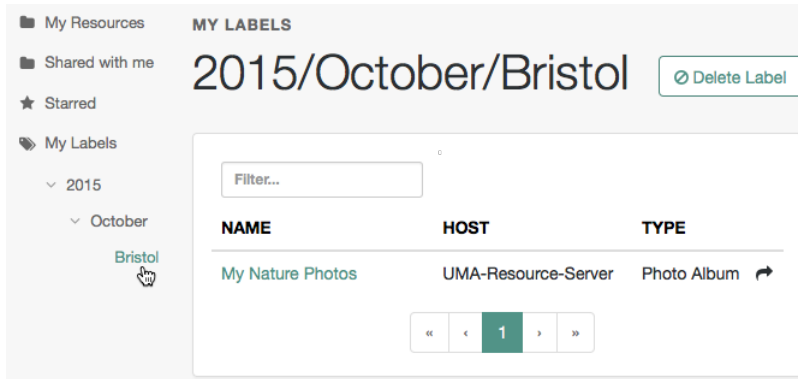 My Resources
Shared with me
Starred
My Labels
2015
October
Bristol
MY LABELS
2015/October/Bristol
Delete Label
Filter...
NAME HOST TYPE
My Nature Photos UMA-Resource-Server Photo Album
« ‹ 1 › »